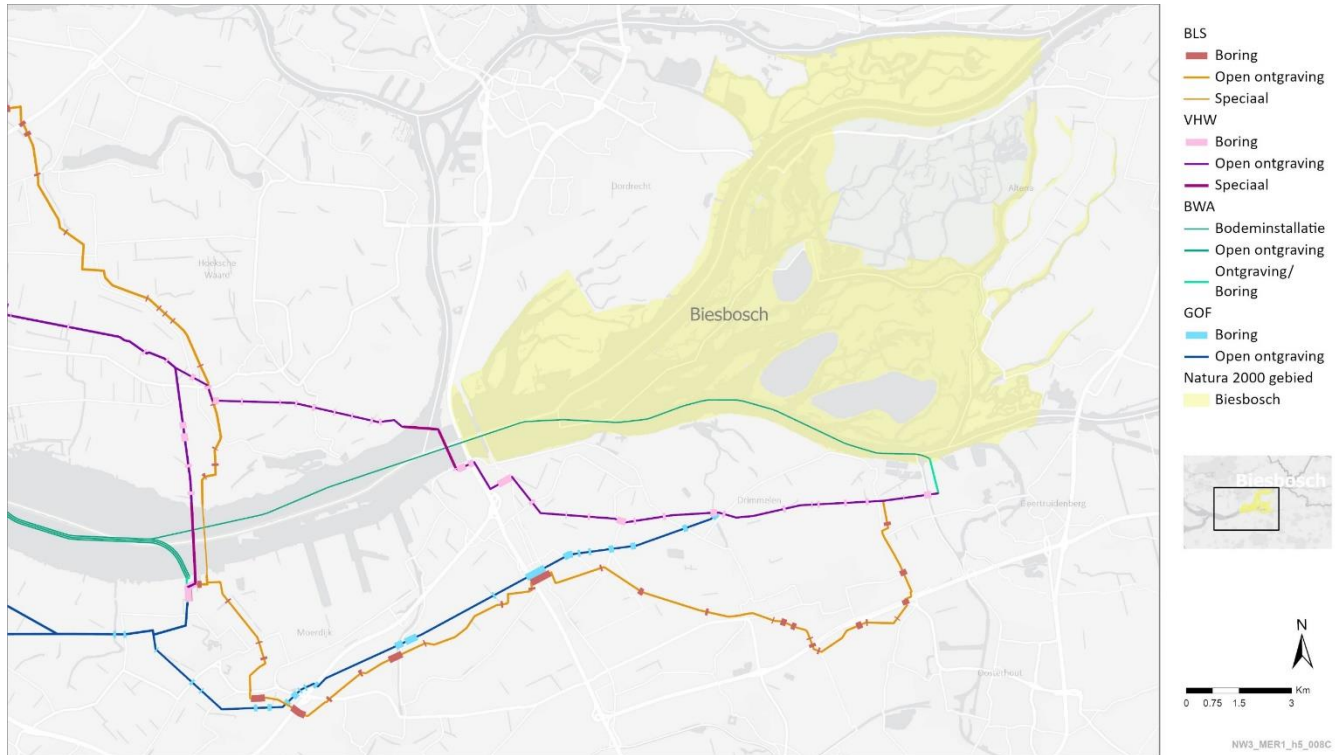 Dordrecht
Altena
Hoeksche
Waard
Biesbosch
Drimmelen
Geertruidenberg
Moerdijk
Oosterhout
BLS
Boring
Open ontgraving
Speciaal
VHW
Boring
Open ontgraving
Speciaal
BWA
Bodeminstallatie
Open ontgraving
Ontgraving/
Boring
GOF
Boring
Open ontgraving
Natura 2000 gebied
Biesbosch
Biesbosch
N
Km
0 0.75 1.5 3
NW3_MER1_h5_008C